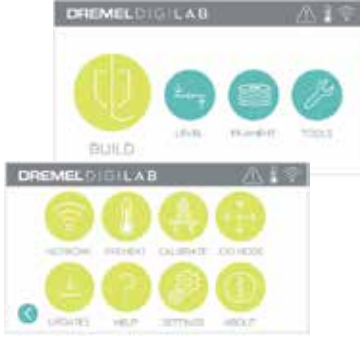 DREMEL DIGILAB
BUILD
LEVEL FILAMENT TOOLS
DREMEL DIGILAB
NETWORK PREHEAT CALIBRATE JOG MODE
UPDATES HELP SETTINGS ABOUT